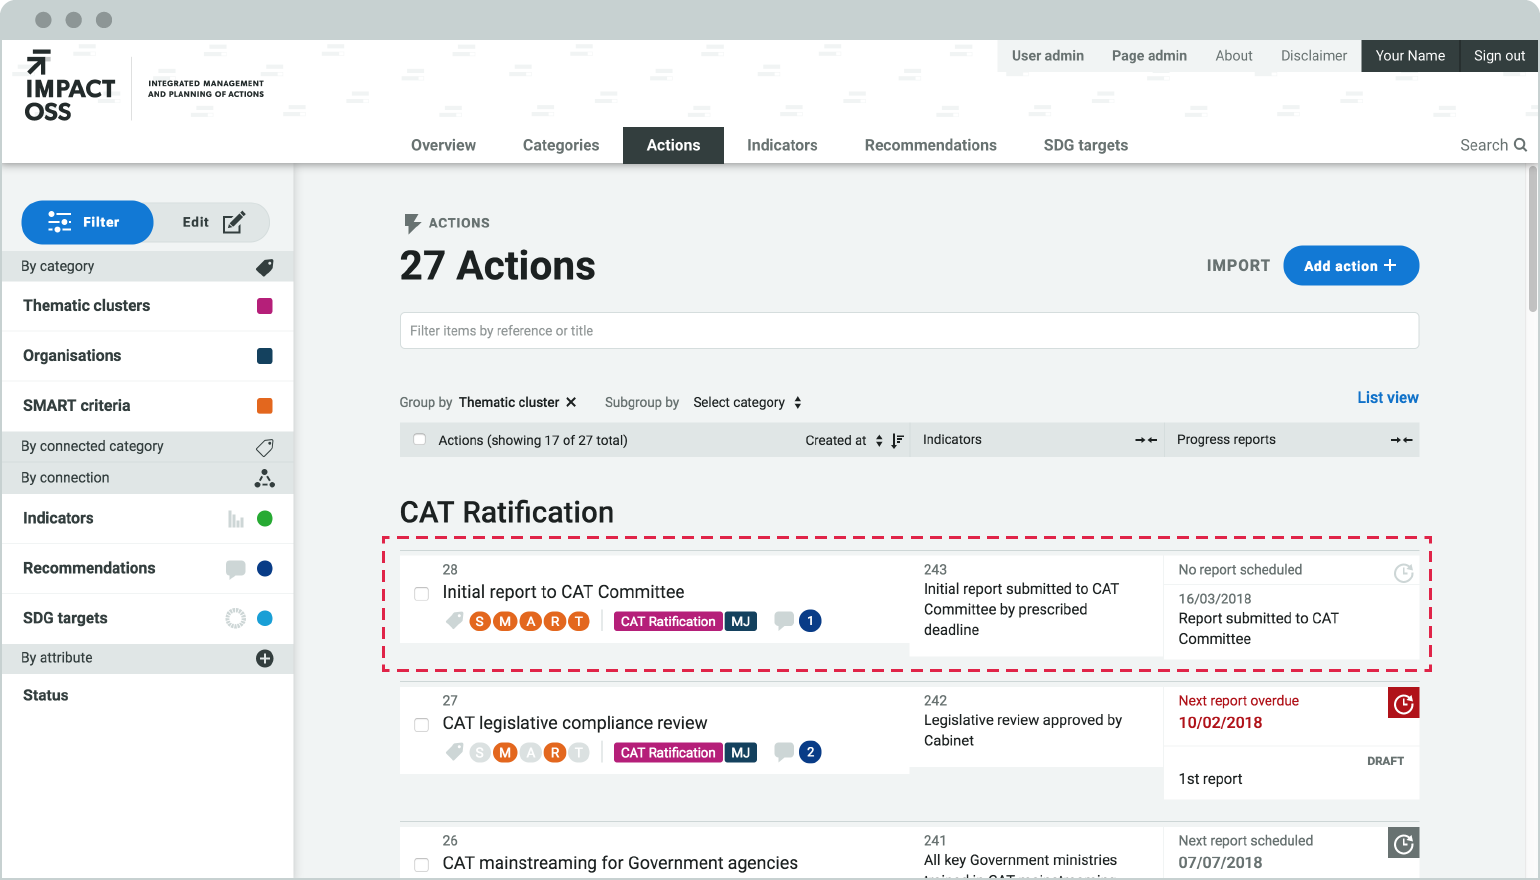 User admin
Page admin
About
Disclaimer
Your Name
Sign out
IMPACT
OSS
INTEGRATED MANAGEMENT
AND PLANNING OF ACTIONS
Overview
Categories
Actions
Indicators
Recommendations
SDG targets
Search
Filter
Edit
By category
Thematic clusters
Organisations
SMART criteria
By connected category
By connection
Indicators
Recommendations
SDG targets
By attribute
Status
ACTIONS
27 Actions
IMPORT
Add action +
Filter items by reference or title
Group by Thematic cluster ✕
Subgroup by Select category
List view
Actions (showing 17 of 27 total)
Created at
Indicators
Progress reports
CAT Ratification
28
Initial report to CAT Committee
S M A R T
CAT Ratification
MJ
1
243
Initial report submitted to CAT
Committee by prescribed
deadline
No report scheduled
16/03/2018
Report submitted to CAT
Committee
27
CAT legislative compliance review
S M A R T
CAT Ratification
MJ
2
242
Legislative review approved by
Cabinet
Next report overdue
10/02/2018
DRAFT
1st report
26
CAT mainstreaming for Government agencies
241
All key Government ministries
Next report scheduled
07/07/2018